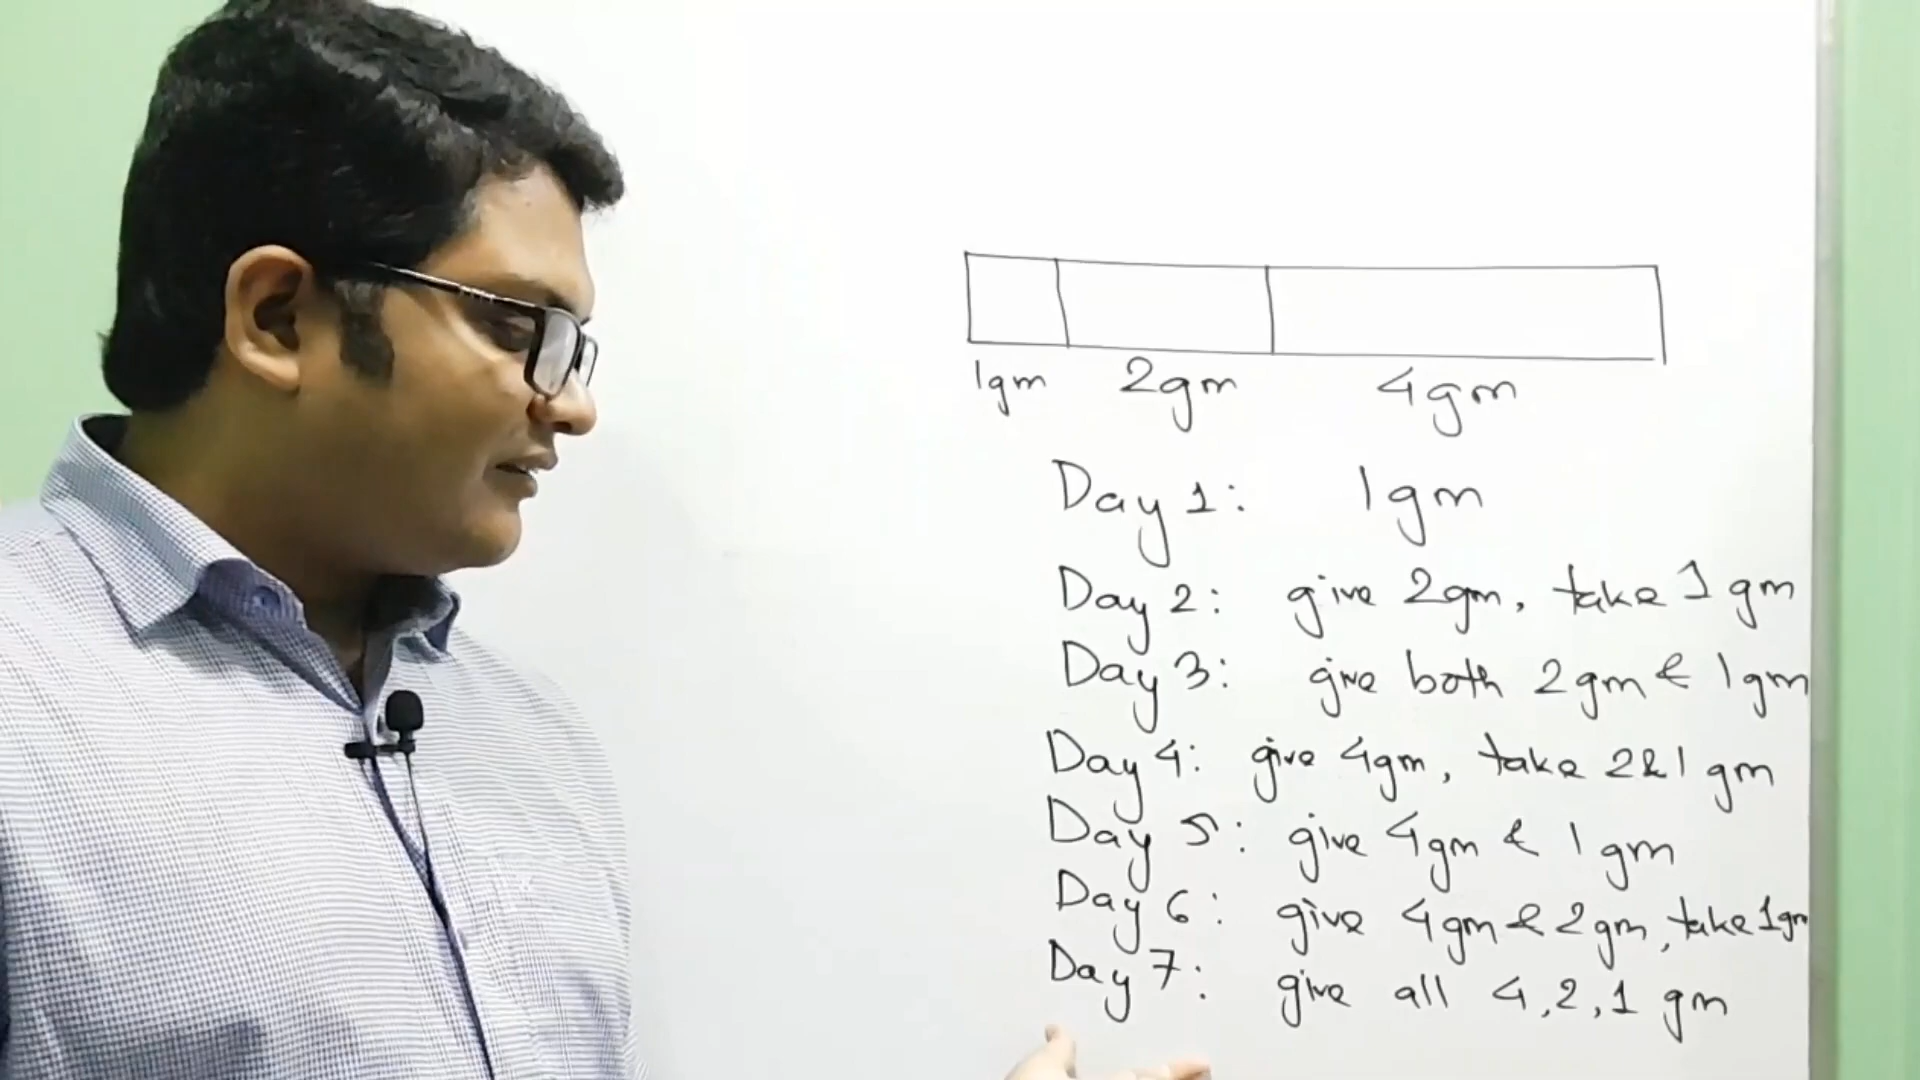 1gm 2gm 4gm
Day 1: 1gm
Day 2: give 2gm, take 1 gm
Day 3: give both 2gm & 1gm
Day 4: give 4gm, take 2&1 gm
Day 5: give 4gm & 1gm
Day 6: give 4gm & 2gm, take 1gm
Day 7: give all 4,2,1 gm